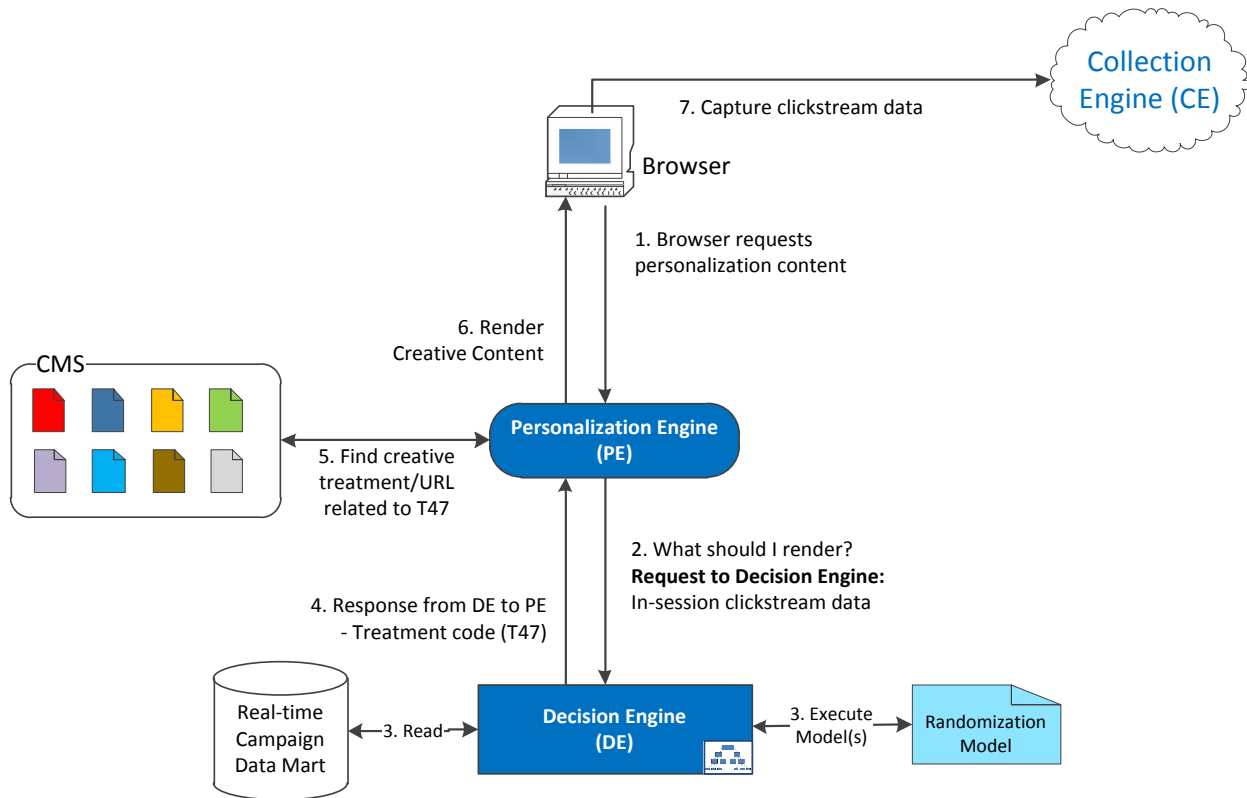 Collection
Engine (CE)
7. Capture clickstream data
Browser
1. Browser requests
personalization content
6. Render
Creative Content
CMS
Personalization Engine
(PE)
5. Find creative
treatment/URL
related to T47
2. What should I render?
Request to Decision Engine:
In-session clickstream data
4. Response from DE to PE
- Treatment code (T47)
Real-time
Campaign
Data Mart
3. Read
Decision Engine
(DE)
3. Execute
Model(s)
Randomization
Model